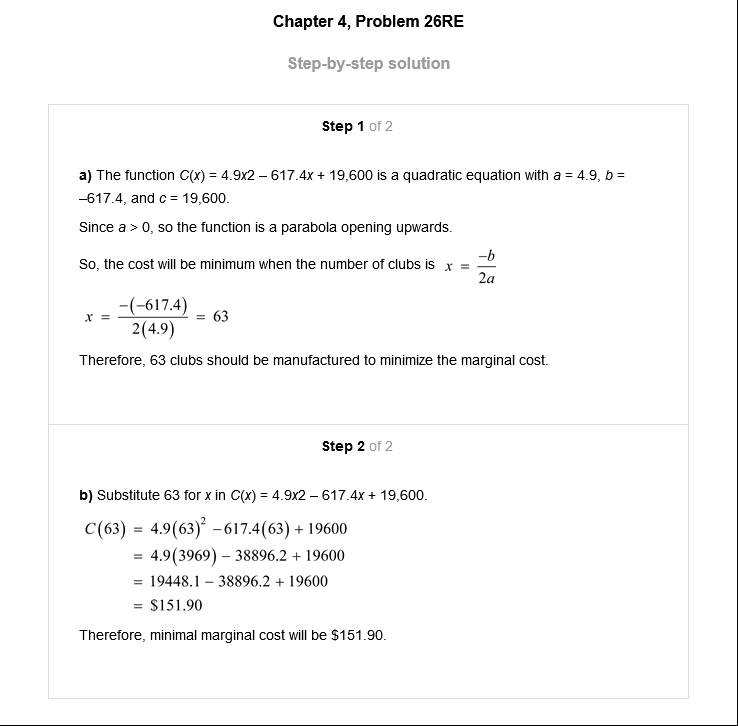 Chapter 4, Problem 26RE
Step-by-step solution
Step 1 of 2
a) The function C(x) = 4.9x2 – 617.4x + 19,600 is a quadratic equation with a = 4.9, b =
–617.4, and c = 19,600.
Since a > 0, so the function is a parabola opening upwards.
So, the cost will be minimum when the number of clubs is x = −b / 2a
x = −(−617.4) / 2(4.9) = 63
Therefore, 63 clubs should be manufactured to minimize the marginal cost.
Step 2 of 2
b) Substitute 63 for x in C(x) = 4.9x2 – 617.4x + 19,600.
C(63) = 4.9(63)² − 617.4(63) + 19600
= 4.9(3969) − 38896.2 + 19600
= 19448.1 − 38896.2 + 19600
= $151.90
Therefore, minimal marginal cost will be $151.90.